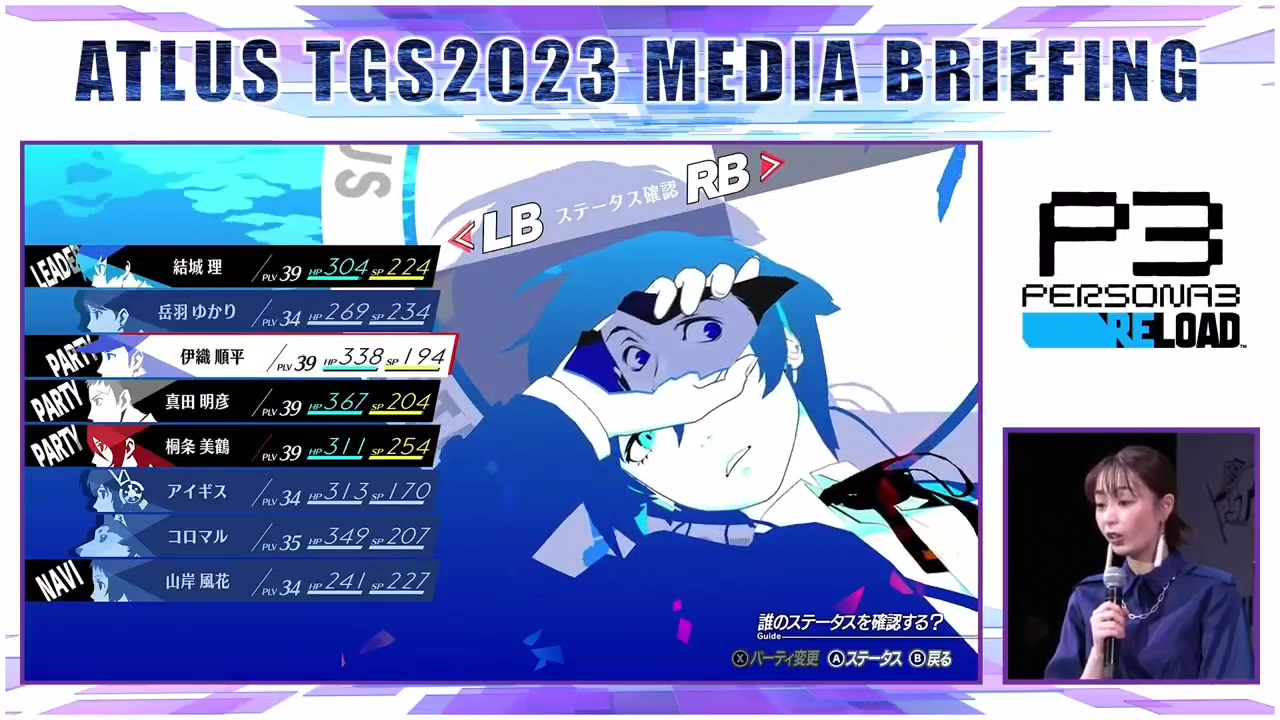 ATLUS TGS2023 MEDIA BRIEFING
LB ステータス確認 RB
LEADER 結城 理 PLV 39 HP 304 SP 224
岳羽 ゆかり PLV 34 HP 269 SP 234
PARTY 伊織 順平 PLV 39 HP 338 SP 194
PARTY 真田 明彦 PLV 39 HP 367 SP 204
PARTY 桐条 美鶴 PLV 39 HP 311 SP 254
アイギス PLV 34 HP 313 SP 170
コロマル PLV 35 HP 349 SP 207
NAVI 山岸 風花 PLV 34 HP 241 SP 227
誰のステータスを確認する?
Guide
X パーティ変更 A ステータス B 戻る
P3
PERSONA3
RELOAD™